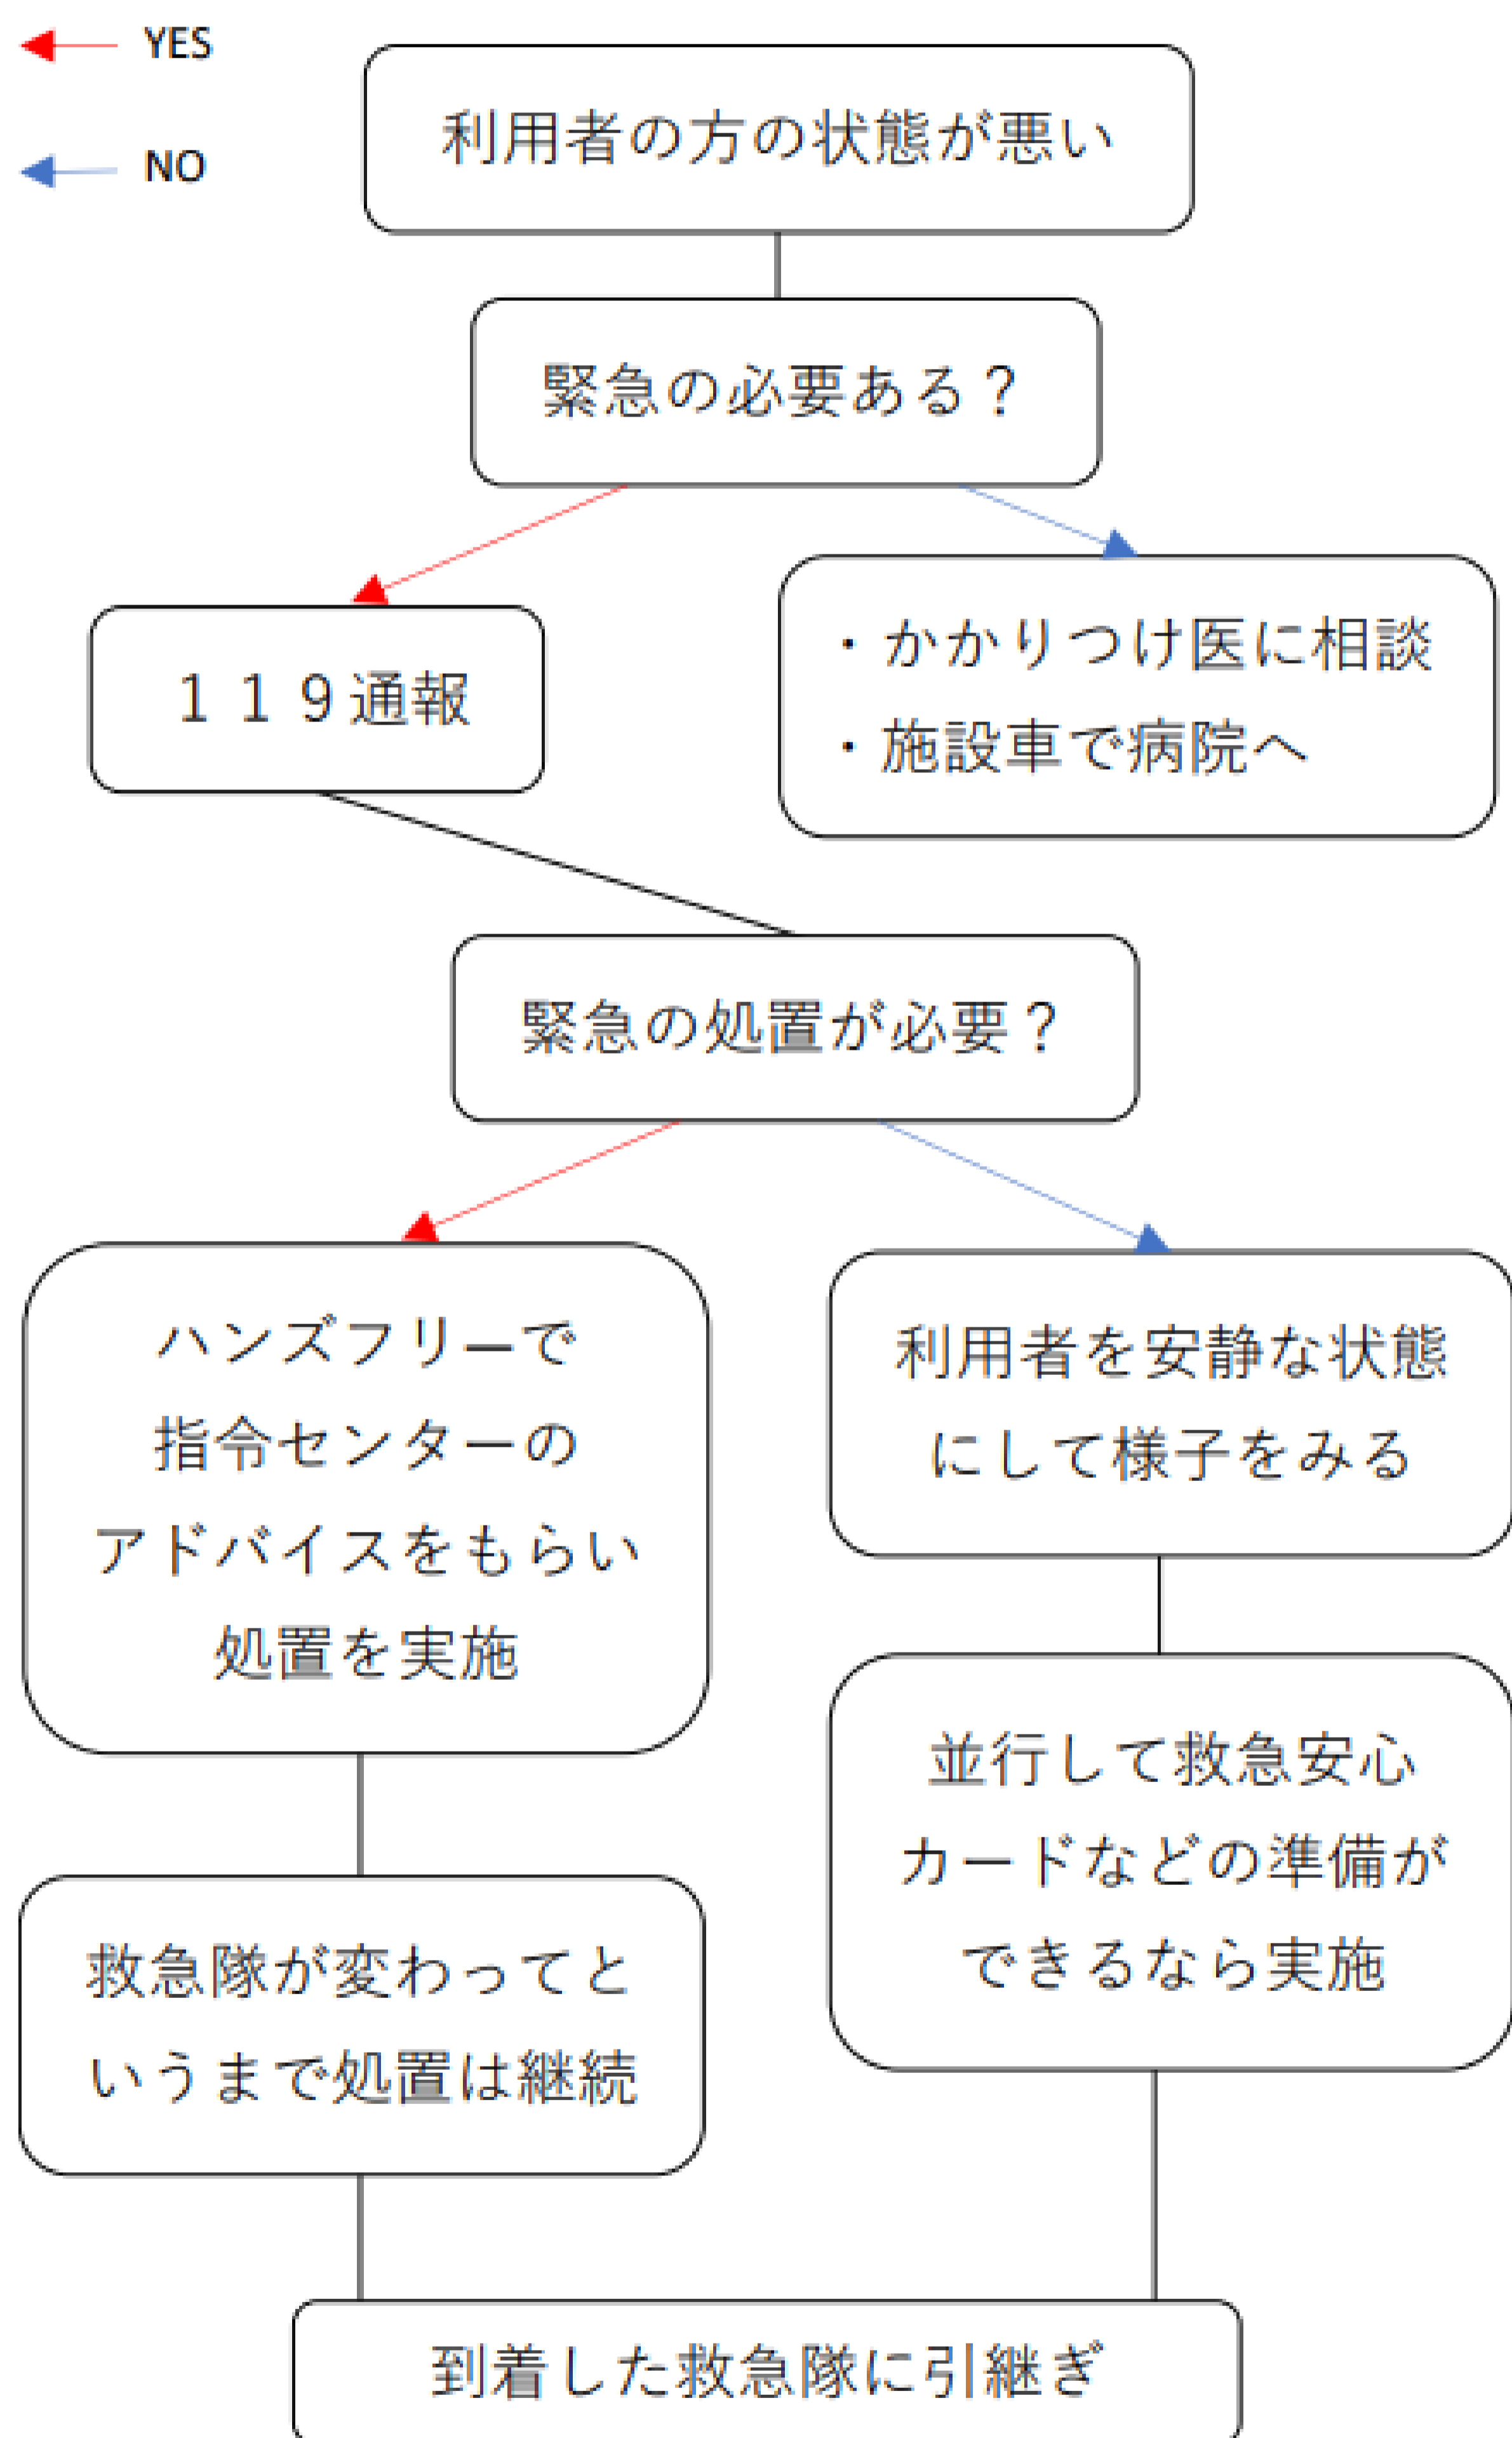 YES
NO
利用者の方の状態が悪い
緊急の必要ある？
１１９通報
・かかりつけ医に相談
・施設車で病院へ
緊急の処置が必要？
ハンズフリーで
指令センターの
アドバイスをもらい
処置を実施
利用者を安静な状態
にして様子をみる
救急隊が変わってと
いうまで処置は継続
並行して救急安心
カードなどの準備が
できるなら実施
到着した救急隊に引継ぎ